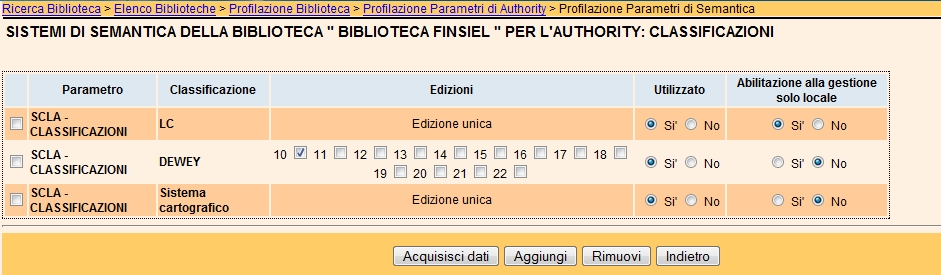 Ricerca Biblioteca > Elenco Biblioteche > Profilazione Biblioteca > Profilazione Parametri di Authority > Profilazione Parametri di Semantica
SISTEMI DI SEMANTICA DELLA BIBLIOTECA " BIBLIOTECA FINSIEL " PER L'AUTHORITY: CLASSIFICAZIONI
Parametro Classificazione Edizioni Utilizzato Abilitazione alla gestione
solo locale
SCLA -
CLASSIFICAZIONI LC Edizione unica Si' No Si' No
SCLA -
CLASSIFICAZIONI DEWEY 10 11 12 13 14 15 16 17 18
19 20 21 22 Si' No Si' No
SCLA -
CLASSIFICAZIONI Sistema
cartografico Edizione unica Si' No Si' No
Acquisisci dati Aggiungi Rimuovi Indietro